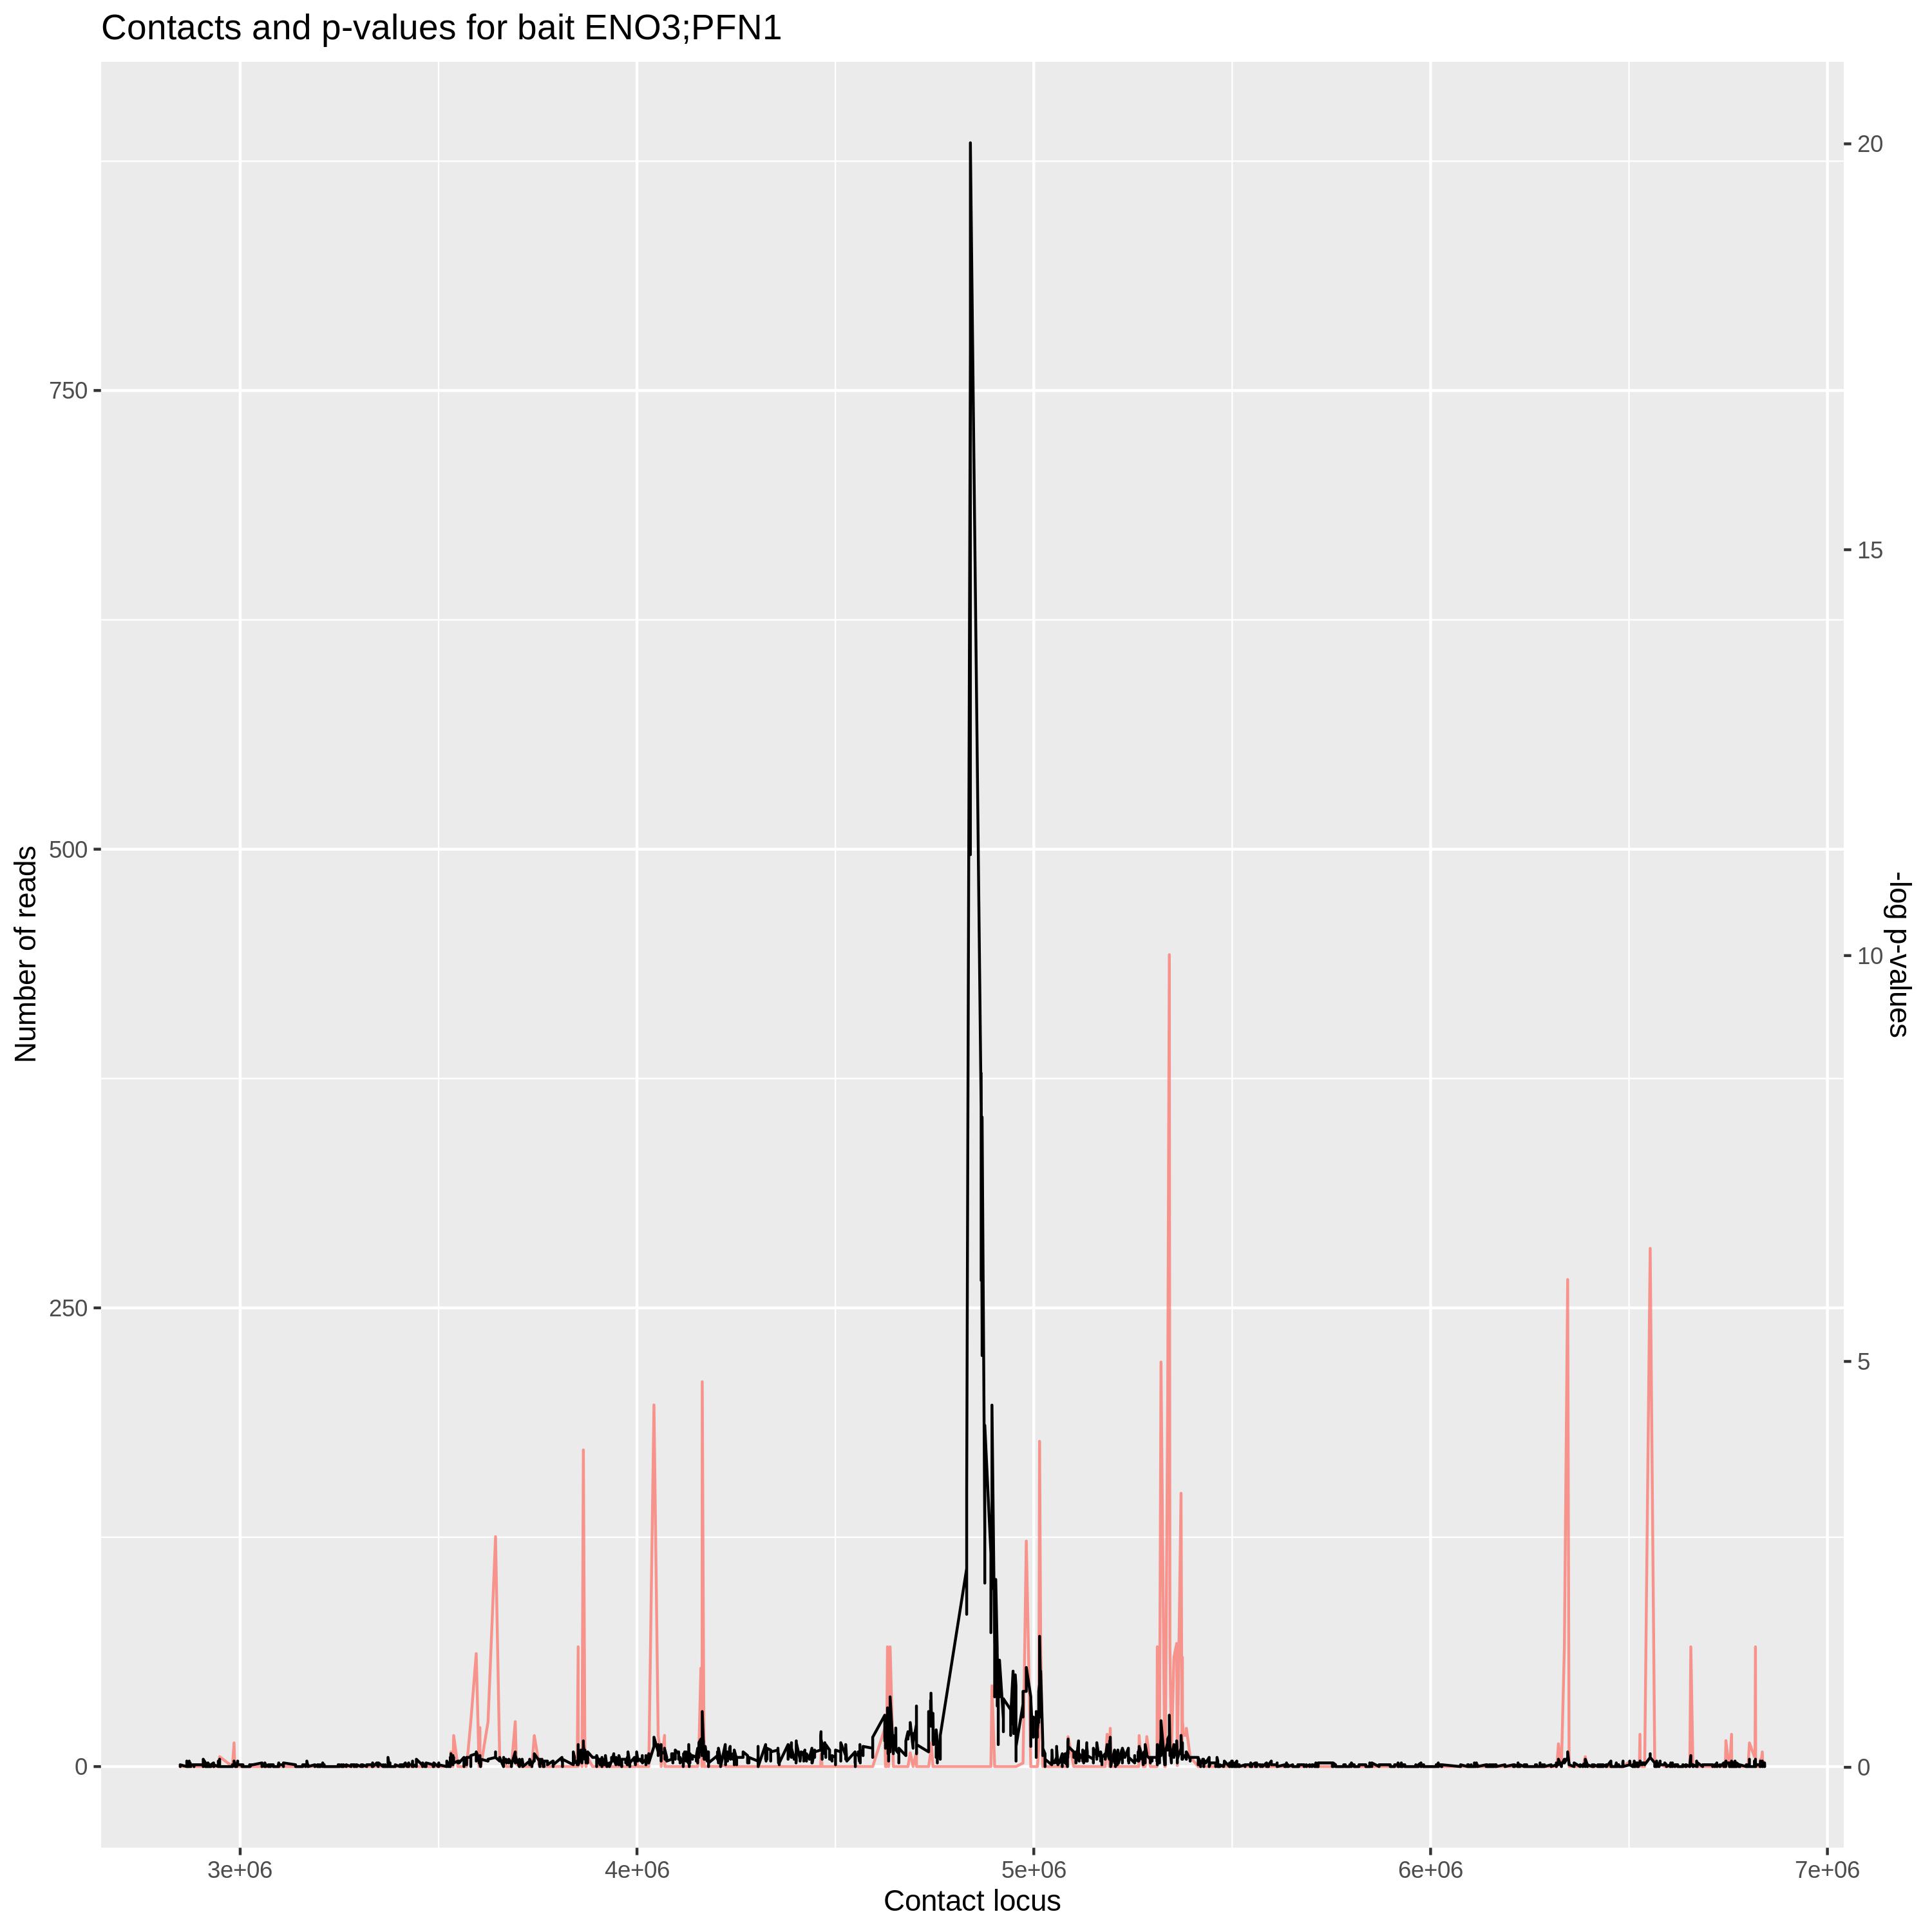 Contacts and p-values for bait ENO3;PFN1
Number of reads
750
500
250
0
20
15
10
5
0
-log p-values
3e+06
4e+06
5e+06
6e+06
7e+06
Contact locus